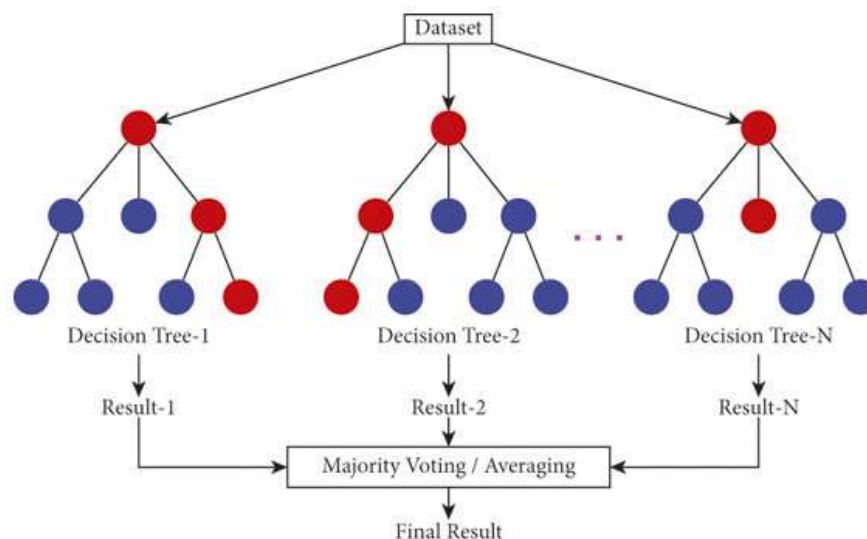 Dataset
Decision Tree-1
Decision Tree-2
Decision Tree-N
Result-1
Result-2
Result-N
Majority Voting / Averaging
Final Result